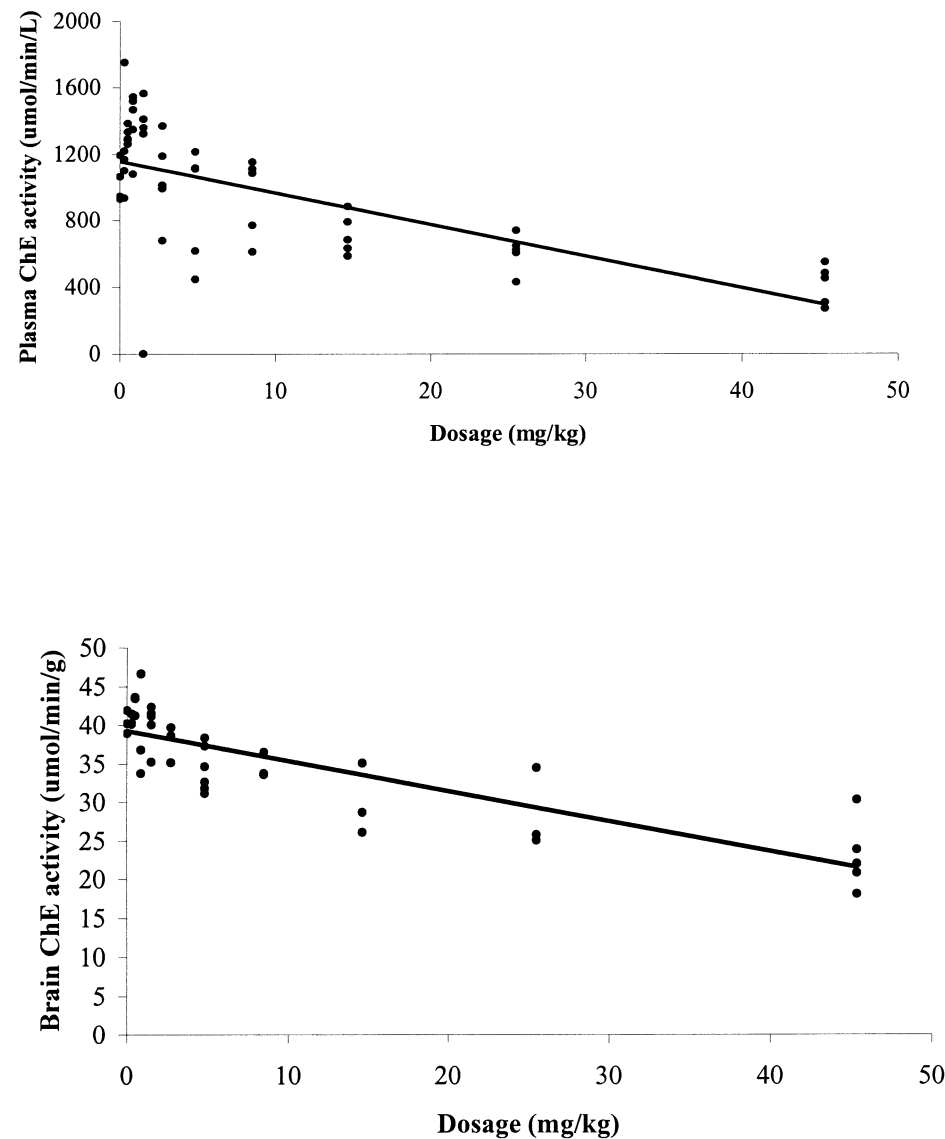 Plasma ChE activity (umol/min/L)
2000
1600
1200
800
400
0
0 10 20 30 40 50
Dosage (mg/kg)
Brain ChE activity (umol/min/g)
50
45
40
35
30
25
20
15
10
5
0
0 10 20 30 40 50
Dosage (mg/kg)